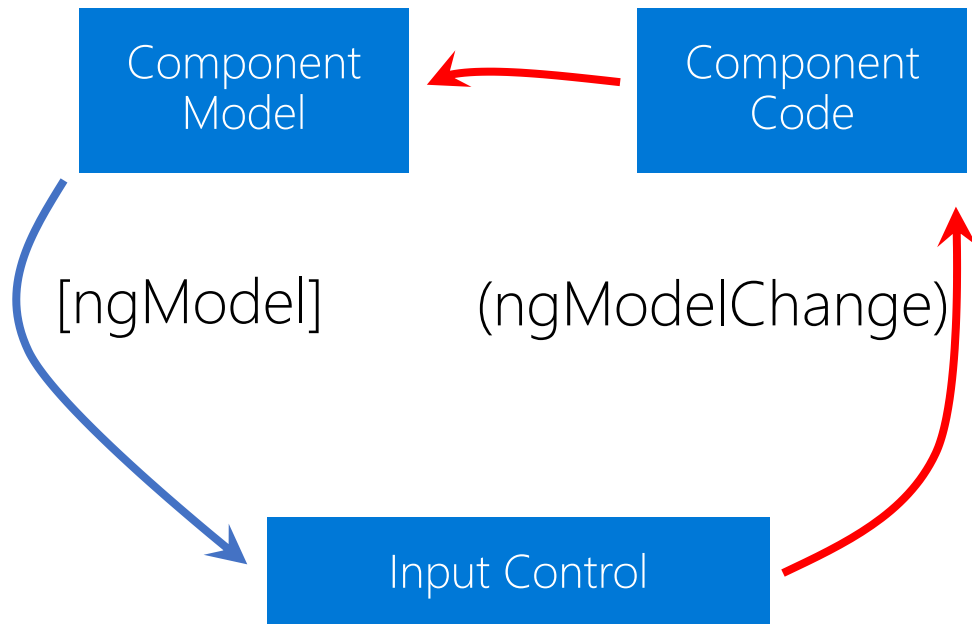 Component
Model
Component
Code
[ngModel]
(ngModelChange)
Input Control